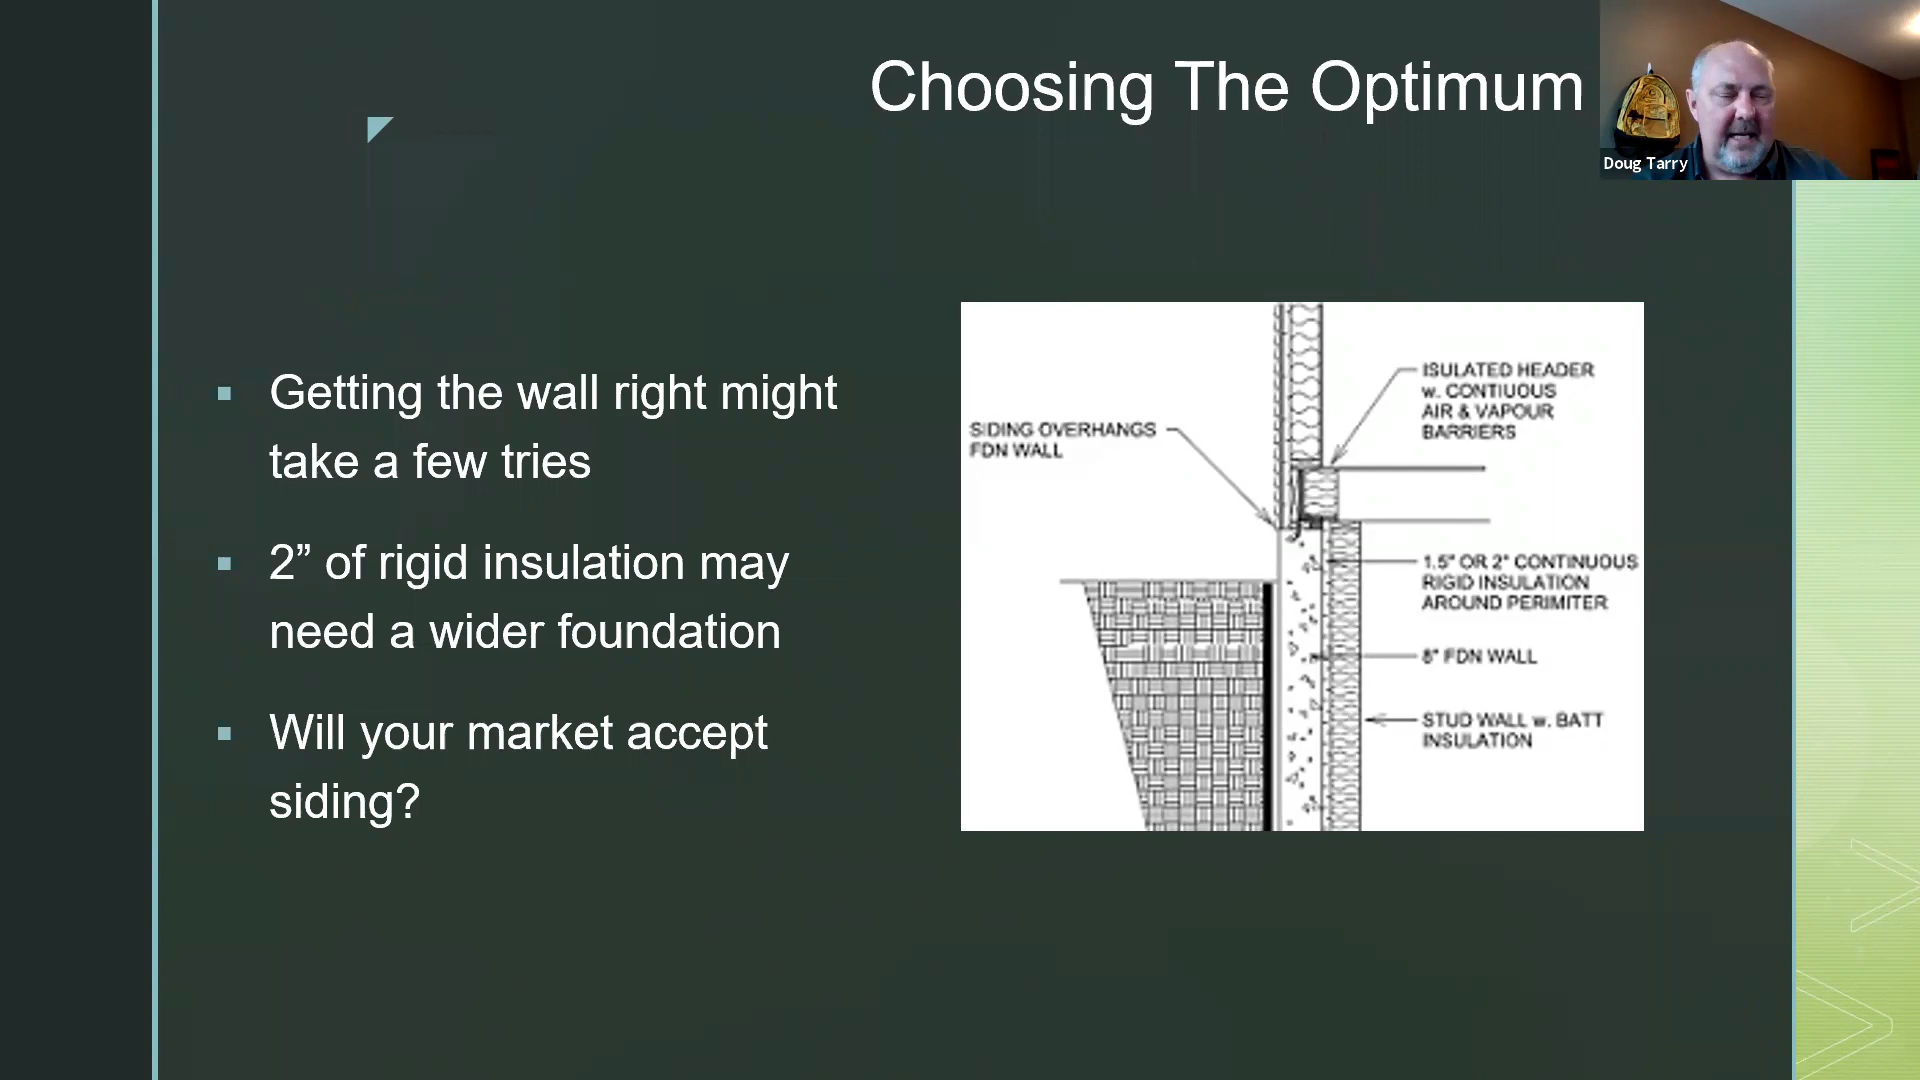 Choosing The Optimum
Doug Tarry
Getting the wall right might
take a few tries
2” of rigid insulation may
need a wider foundation
Will your market accept
siding?
SIDING OVERHANGS
FDN WALL
ISULATED HEADER
w. CONTIUOUS
AIR & VAPOUR
BARRIERS
1.5" OR 2" CONTINUOUS
RIGID INSULATION
AROUND PERIMITER
8" FDN WALL
STUD WALL w. BATT
INSULATION